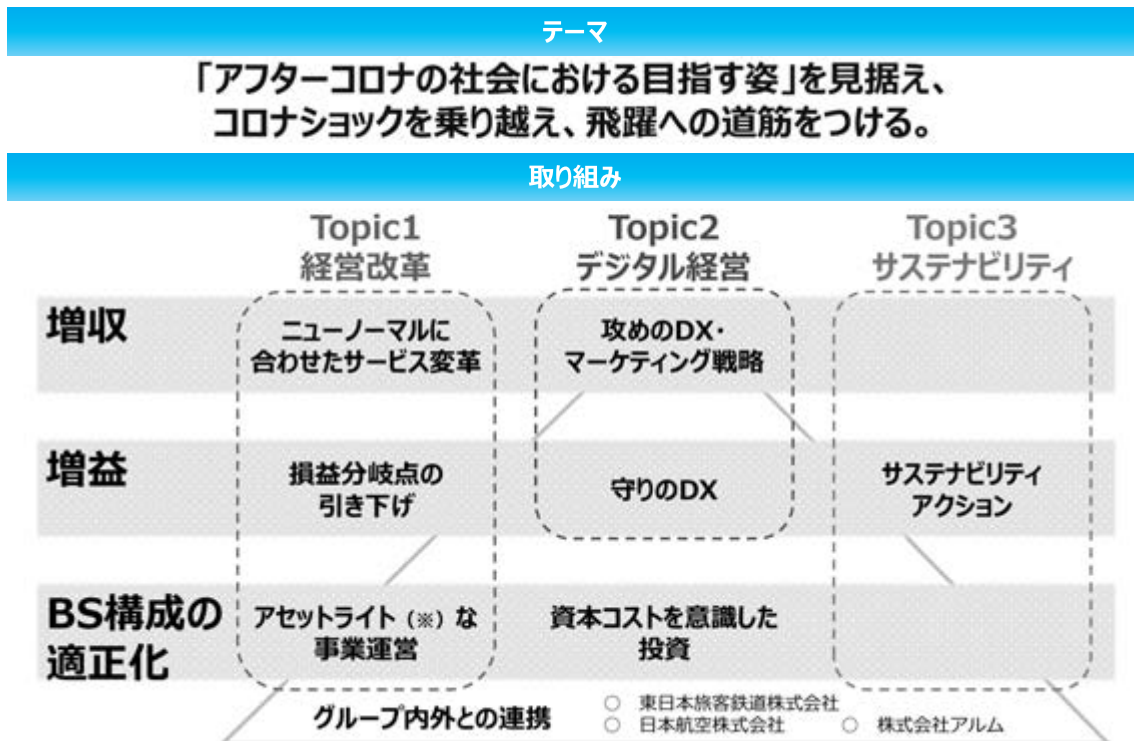 テーマ
「アフターコロナの社会における目指す姿」を見据え、
コロナショックを乗り越え、飛躍への道筋をつける。
取り組み
Topic1
経営改革
Topic2
デジタル経営
Topic3
サステナビリティ
増収
ニューノーマルに
合わせたサービス変革
攻めのDX・
マーケティング戦略
増益
損益分岐点の
引き下げ
守りのDX
サステナビリティ
アクション
BS構成の
適正化
アセットライト（※）な
事業運営
資本コストを意識した
投資
グループ内外との連携
○ 東日本旅客鉄道株式会社
○ 日本航空株式会社
○ 株式会社アルム